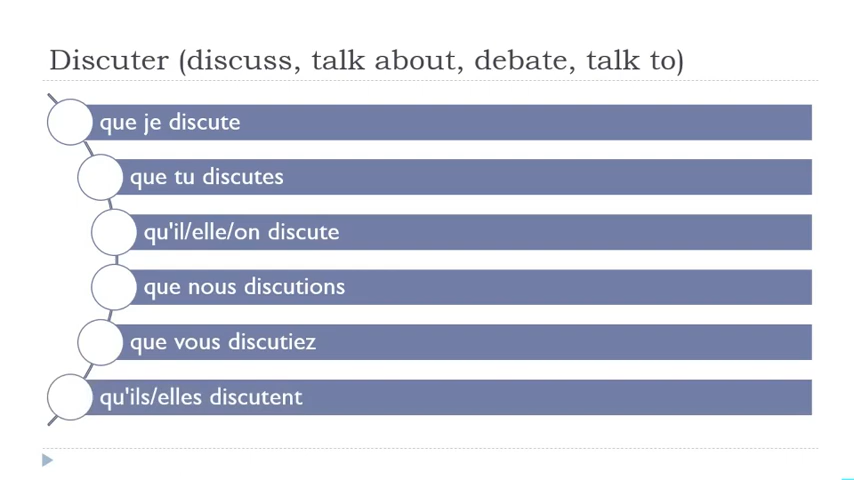 Discuter (discuss, talk about, debate, talk to)
que je discute
que tu discutes
qu'il/elle/on discute
que nous discutions
que vous discutiez
qu'ils/elles discutent